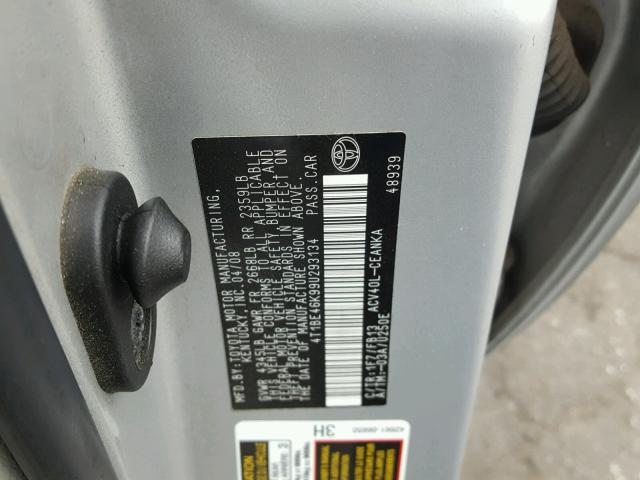 MFD.BY:TOYOTA MOTOR MANUFACTURING,
KENTUCKY, INC. 04/08
GVWR 4345LB GAWR FR 2668LB RR 2359LB
THIS VEHICLE CONFORMS TO ALL APPLICABLE
FEDERAL MOTOR VEHICLE SAFETY, BUMPER, AND
THEFT PREVENTION STANDARDS IN EFFECT ON
THE DATE OF MANUFACTURE SHOWN ABOVE.
4T1BE46K99U293134 PASS.CAR
C/TR:1F7/FB13 ACV40L-CEANKA
A/TM:-03A/U250E 48939
3H